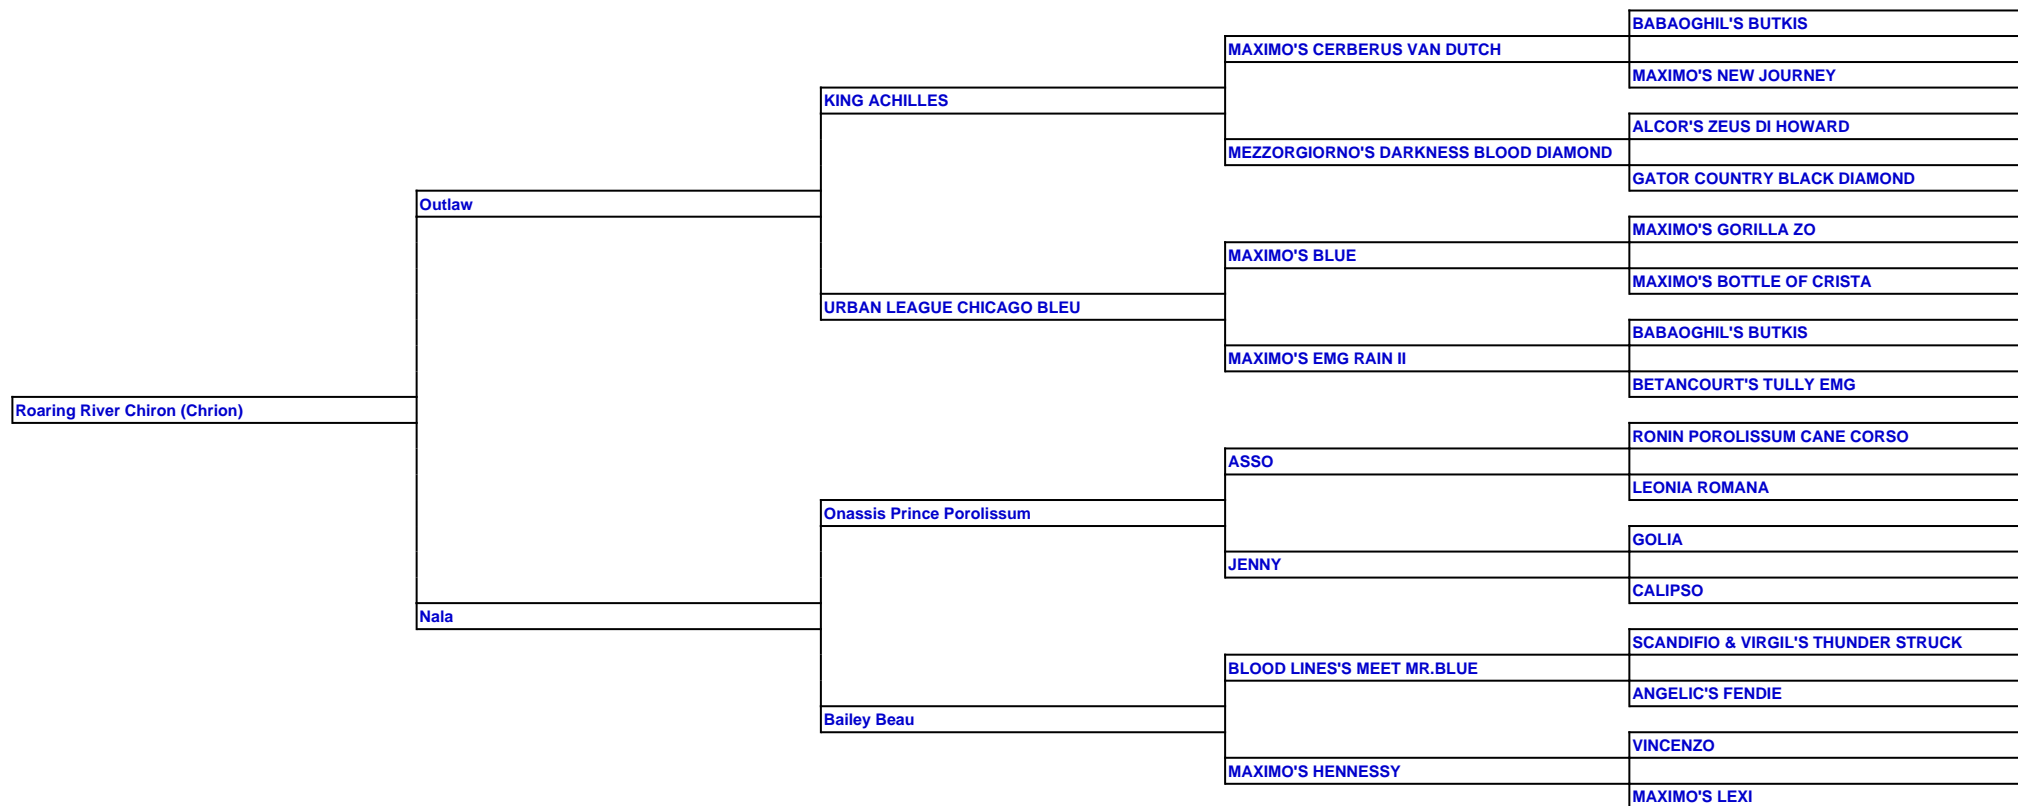 BABAOGHIL'S BUTKIS
MAXIMO'S CERBERUS VAN DUTCH
MAXIMO'S NEW JOURNEY
KING ACHILLES
ALCOR'S ZEUS DI HOWARD
MEZZORGIORNO'S DARKNESS BLOOD DIAMOND
GATOR COUNTRY BLACK DIAMOND
Outlaw
MAXIMO'S GORILLA ZO
MAXIMO'S BLUE
MAXIMO'S BOTTLE OF CRISTA
URBAN LEAGUE CHICAGO BLEU
BABAOGHIL'S BUTKIS
MAXIMO'S EMG RAIN II
BETANCOURT'S TULLY EMG
Roaring River Chiron (Chrion)
RONIN POROLISSUM CANE CORSO
ASSO
LEONIA ROMANA
Onassis Prince Porolissum
GOLIA
JENNY
CALIPSO
Nala
SCANDIFIO & VIRGIL'S THUNDER STRUCK
BLOOD LINES'S MEET MR.BLUE
ANGELIC'S FENDIE
Bailey Beau
VINCENZO
MAXIMO'S HENNESSY
MAXIMO'S LEXI